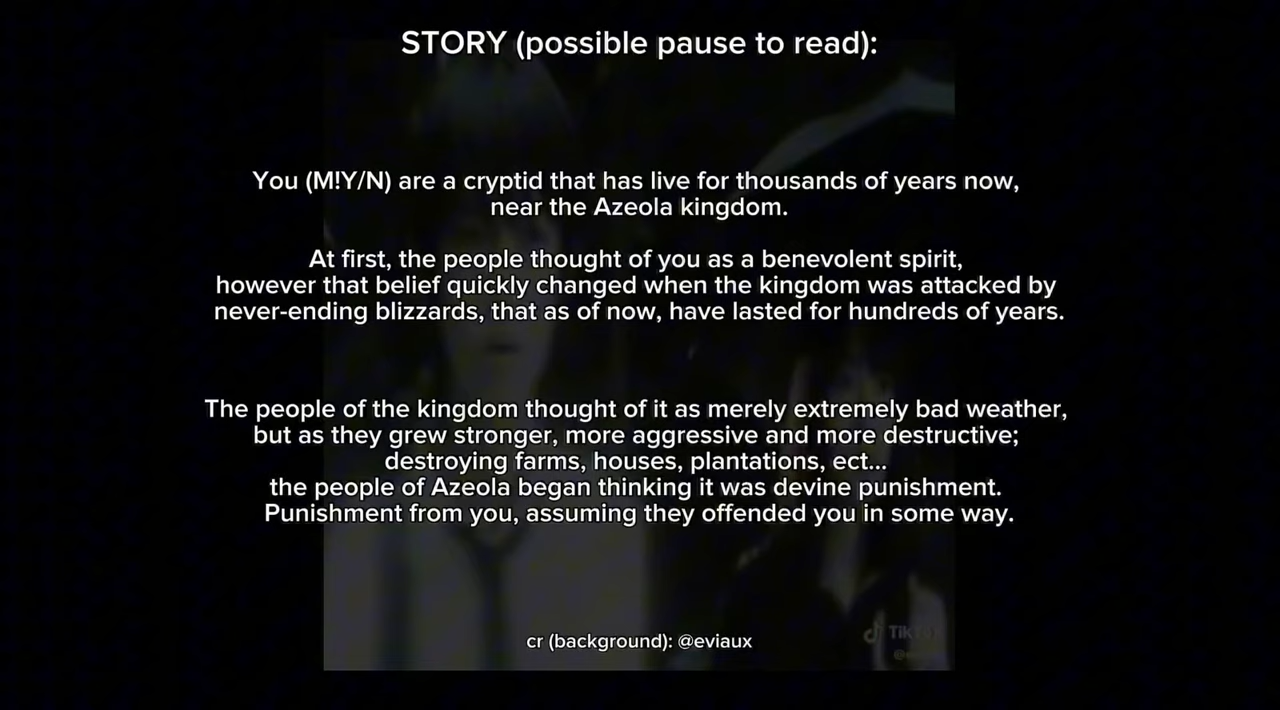 STORY (possible pause to read):
You (M!Y/N) are a cryptid that has live for thousands of years now,
near the Azeola kingdom.
At first, the people thought of you as a benevolent spirit,
however that belief quickly changed when the kingdom was attacked by
never-ending blizzards, that as of now, have lasted for hundreds of years.
The people of the kingdom thought of it as merely extremely bad weather,
but as they grew stronger, more aggressive and more destructive;
destroying farms, houses, plantations, ect...
the people of Azeola began thinking it was devine punishment.
Punishment from you, assuming they offended you in some way.
cr (background): @eviaux